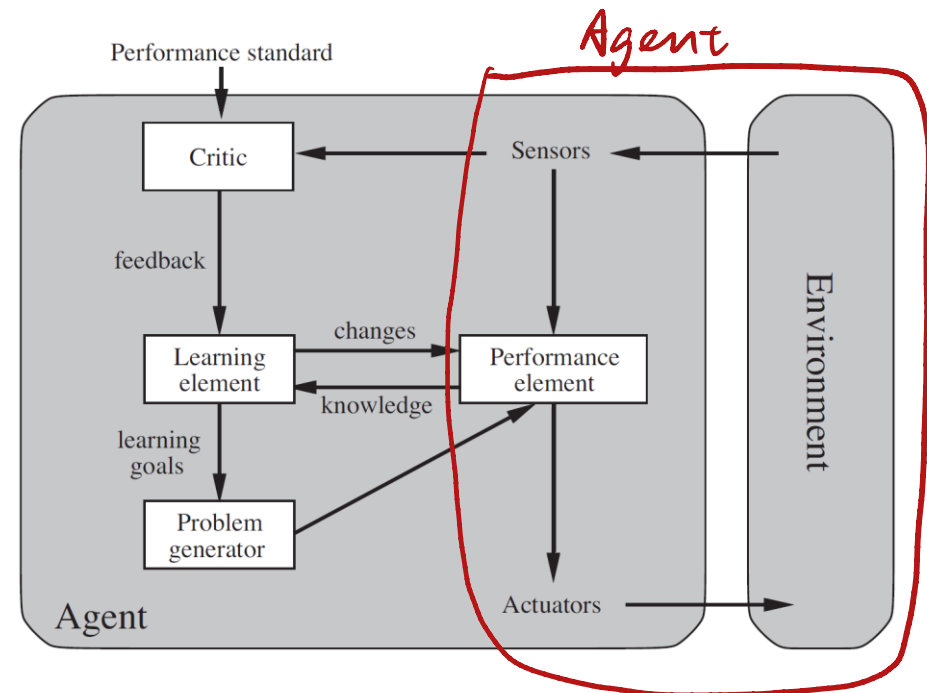 Agent
Performance standard
Critic
Sensors
feedback
changes
Learning
element
Performance
element
knowledge
learning
goals
Problem
generator
Agent
Actuators
Environment